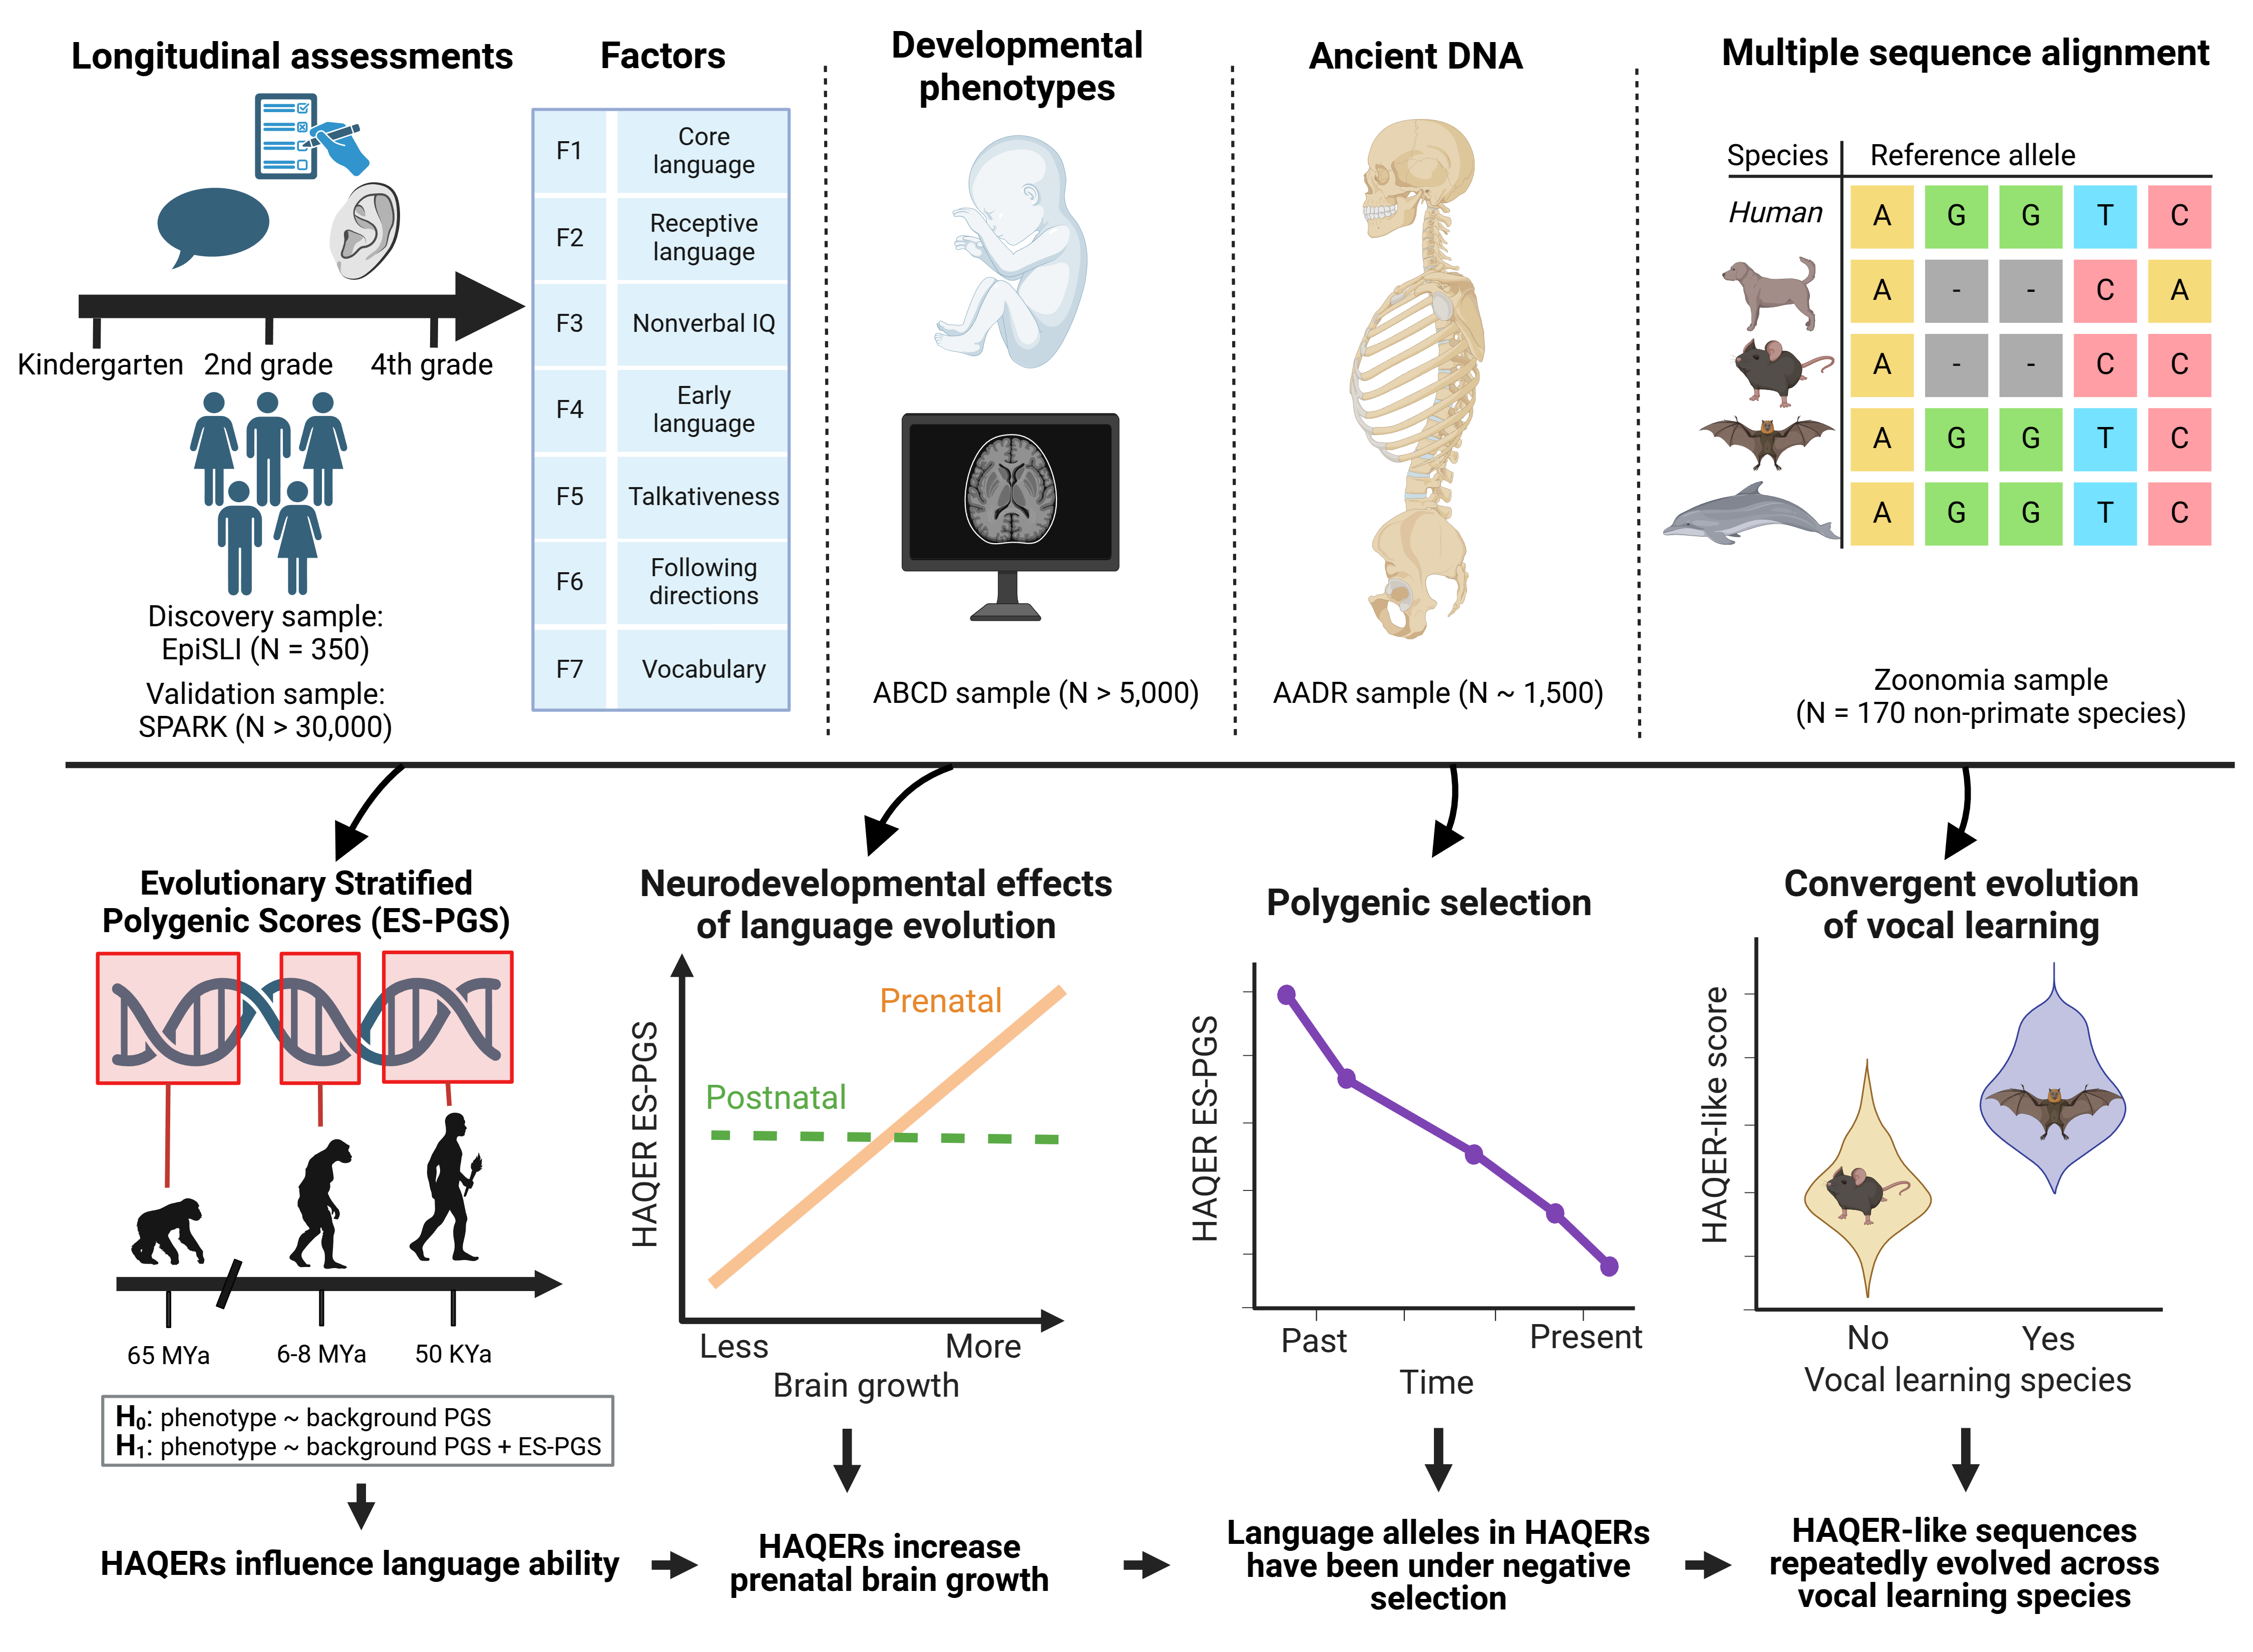 Longitudinal assessments
Kindergarten
2nd grade
4th grade
Discovery sample:
EpiSLI (N = 350)
Validation sample:
SPARK (N > 30,000)
Factors
F1
Core
language
F2
Receptive
language
F3
Nonverbal IQ
F4
Early
language
F5
Talkativeness
F6
Following
directions
F7
Vocabulary
Developmental
phenotypes
ABCD sample (N > 5,000)
Ancient DNA
AADR sample (N ~ 1,500)
Multiple sequence alignment
Species
Reference allele
Human
A G G T C
A - - C A
A - - C C
A G G T C
A G G T C
Zoonomia sample
(N = 170 non-primate species)
Evolutionary Stratified
Polygenic Scores (ES-PGS)
65 MYa
6-8 MYa
50 KYa
H₀: phenotype ~ background PGS
H₁: phenotype ~ background PGS + ES-PGS
HAQERs influence language ability
Neurodevelopmental effects
of language evolution
HAQER ES-PGS
Prenatal
Postnatal
Less
More
Brain growth
HAQERs increase
prenatal brain growth
Polygenic selection
HAQER ES-PGS
Past
Present
Time
Language alleles in HAQERs
have been under negative
selection
Convergent evolution
of vocal learning
HAQER-like score
No
Yes
Vocal learning species
HAQER-like sequences
repeatedly evolved across
vocal learning species